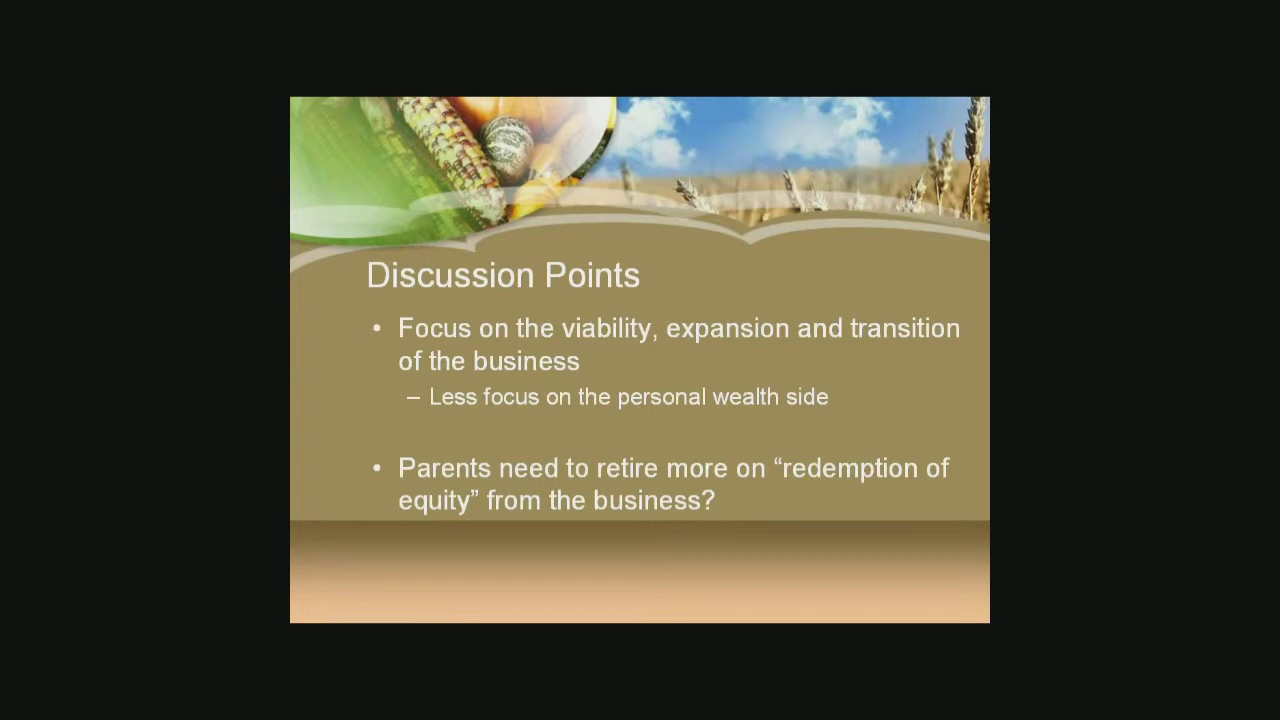 Discussion Points
• Focus on the viability, expansion and transition
of the business
– Less focus on the personal wealth side
• Parents need to retire more on “redemption of
equity” from the business?